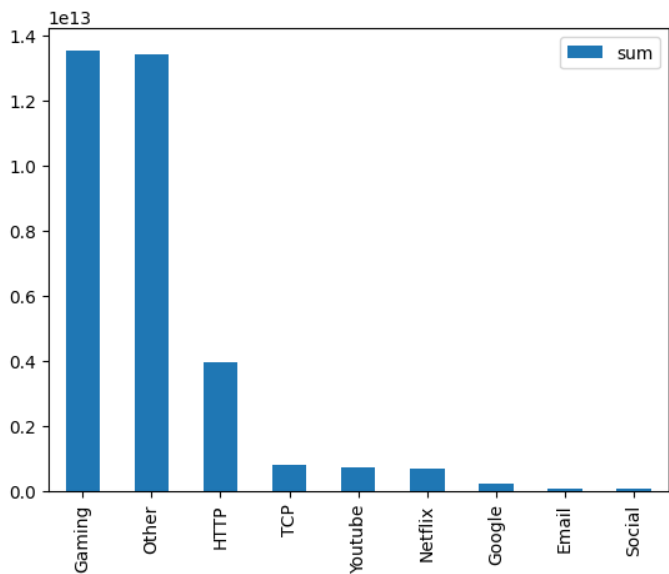 1e13
1.4
1.2
1.0
0.8
0.6
0.4
0.2
0.0
sum
Gaming
Other
HTTP
TCP
Youtube
Netflix
Google
Email
Social